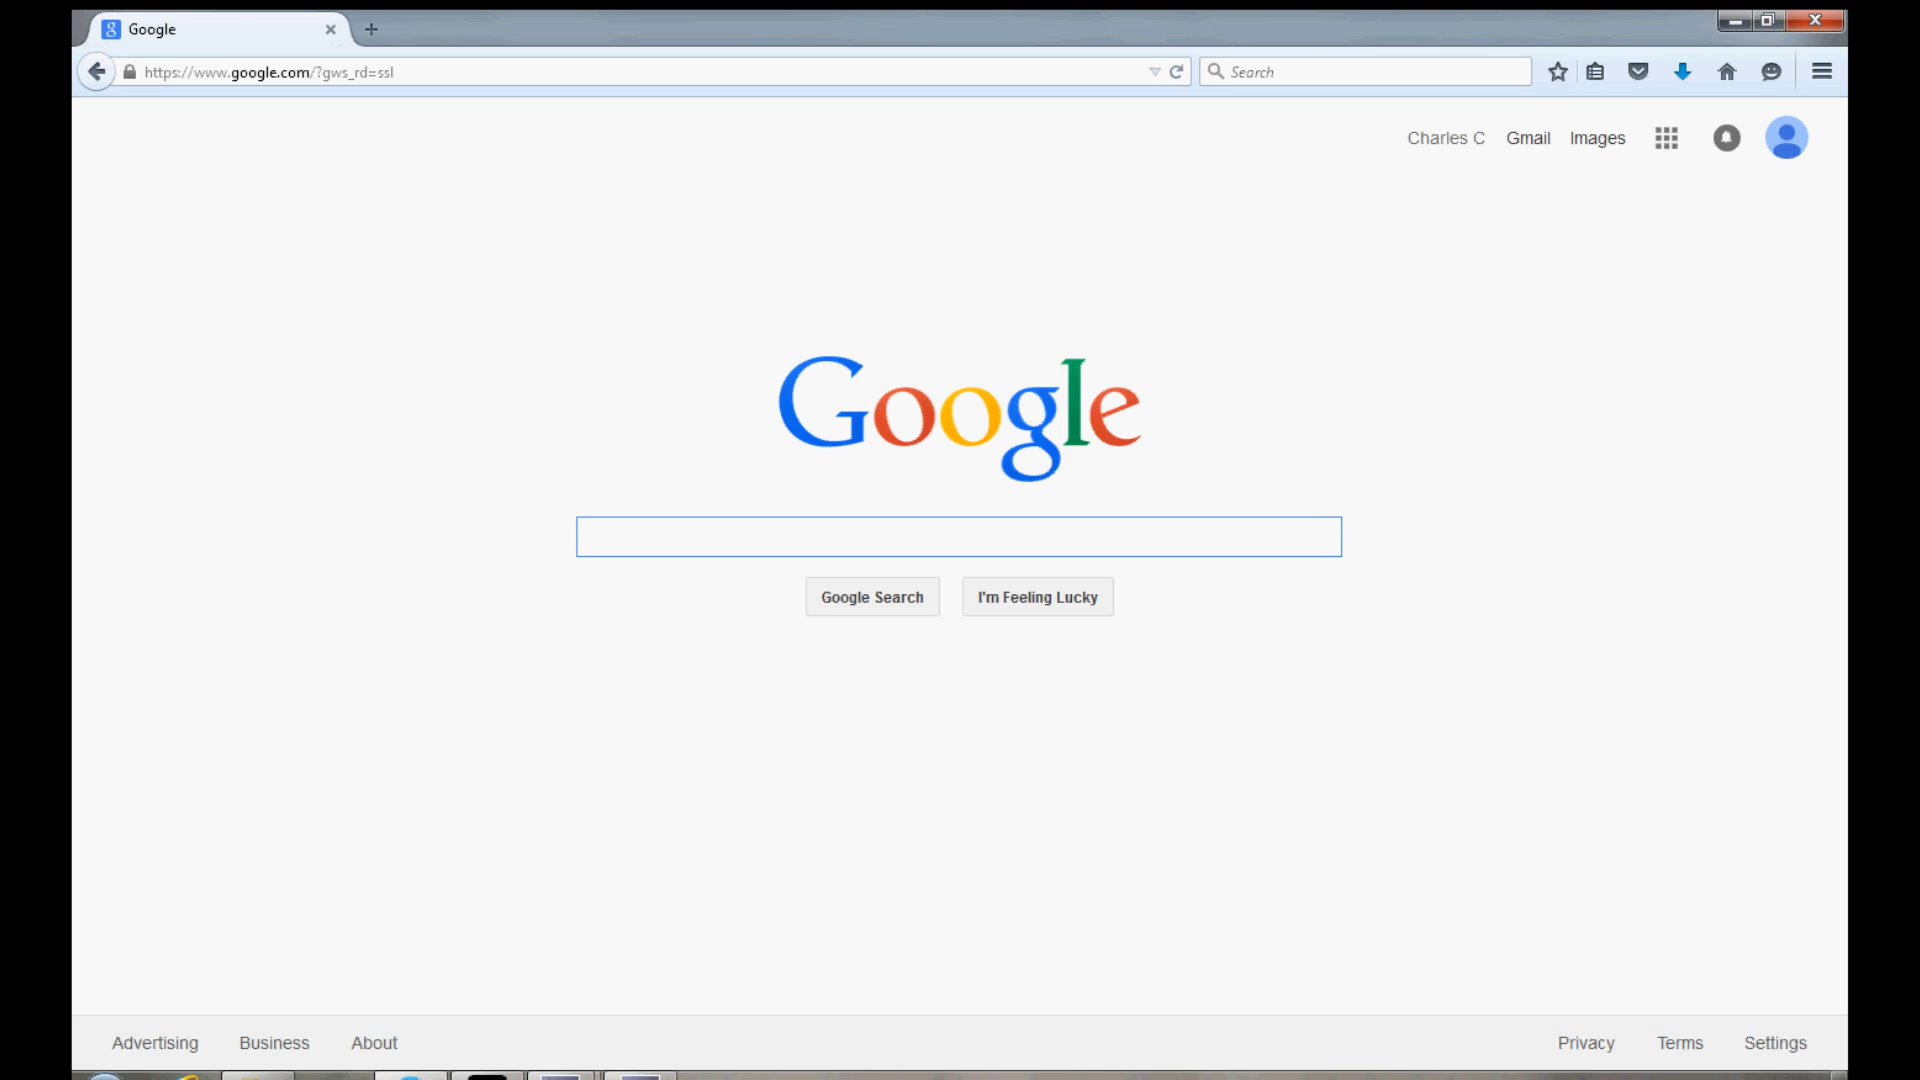 Google
https://www.google.com/?gws_rd=ssl
Search
Charles C Gmail Images
Google
Google Search I'm Feeling Lucky
Advertising Business About Privacy Terms Settings